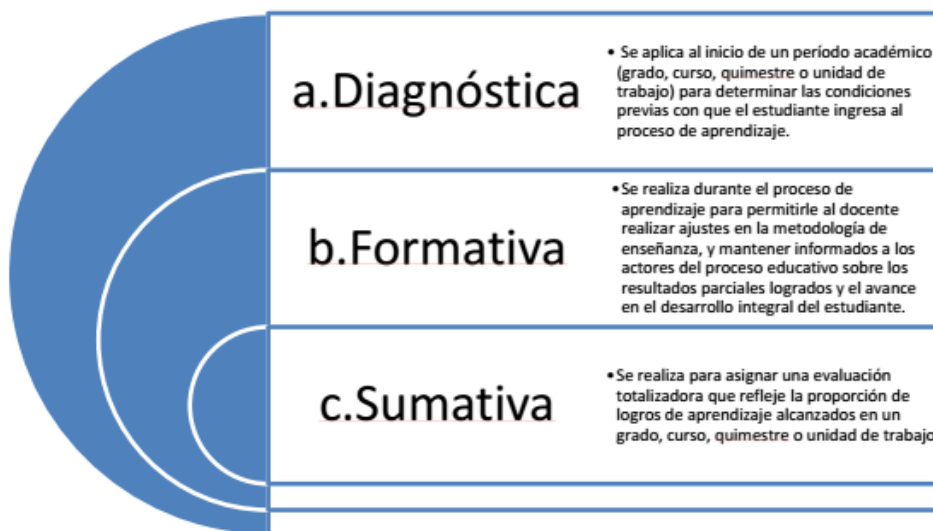 a.Diagnóstica
• Se aplica al inicio de un período académico
(grado, curso, quimestre o unidad de
trabajo) para determinar las condiciones
previas con que el estudiante ingresa al
proceso de aprendizaje.
b.Formativa
•Se realiza durante el proceso de
aprendizaje para permitirle al docente
realizar ajustes en la metodología de
enseñanza, y mantener informados a los
actores del proceso educativo sobre los
resultados parciales logrados y el avance
en el desarrollo integral del estudiante.
c.Sumativa
•Se realiza para asignar una evaluación
totalizadora que refleje la proporción de
logros de aprendizaje alcanzados en un
grado, curso, quimestre o unidad de trabajo